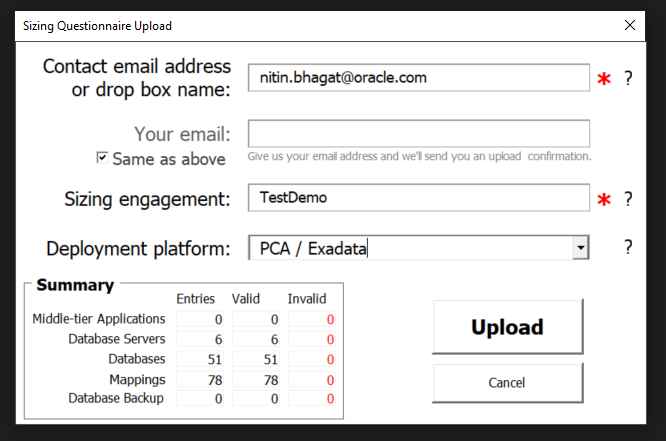 Sizing Questionnaire Upload
Contact email address
or drop box name:
nitin.bhagat@oracle.com
* ?
Your email:
Same as above
Give us your email address and we'll send you an upload confirmation.
Sizing engagement:
TestDemo
* ?
Deployment platform:
PCA / Exadata
?
Summary
Entries Valid Invalid
Middle-tier Applications 0 0 0
Database Servers 6 6 0
Databases 51 51 0
Mappings 78 78 0
Database Backup 0 0 0
Upload
Cancel